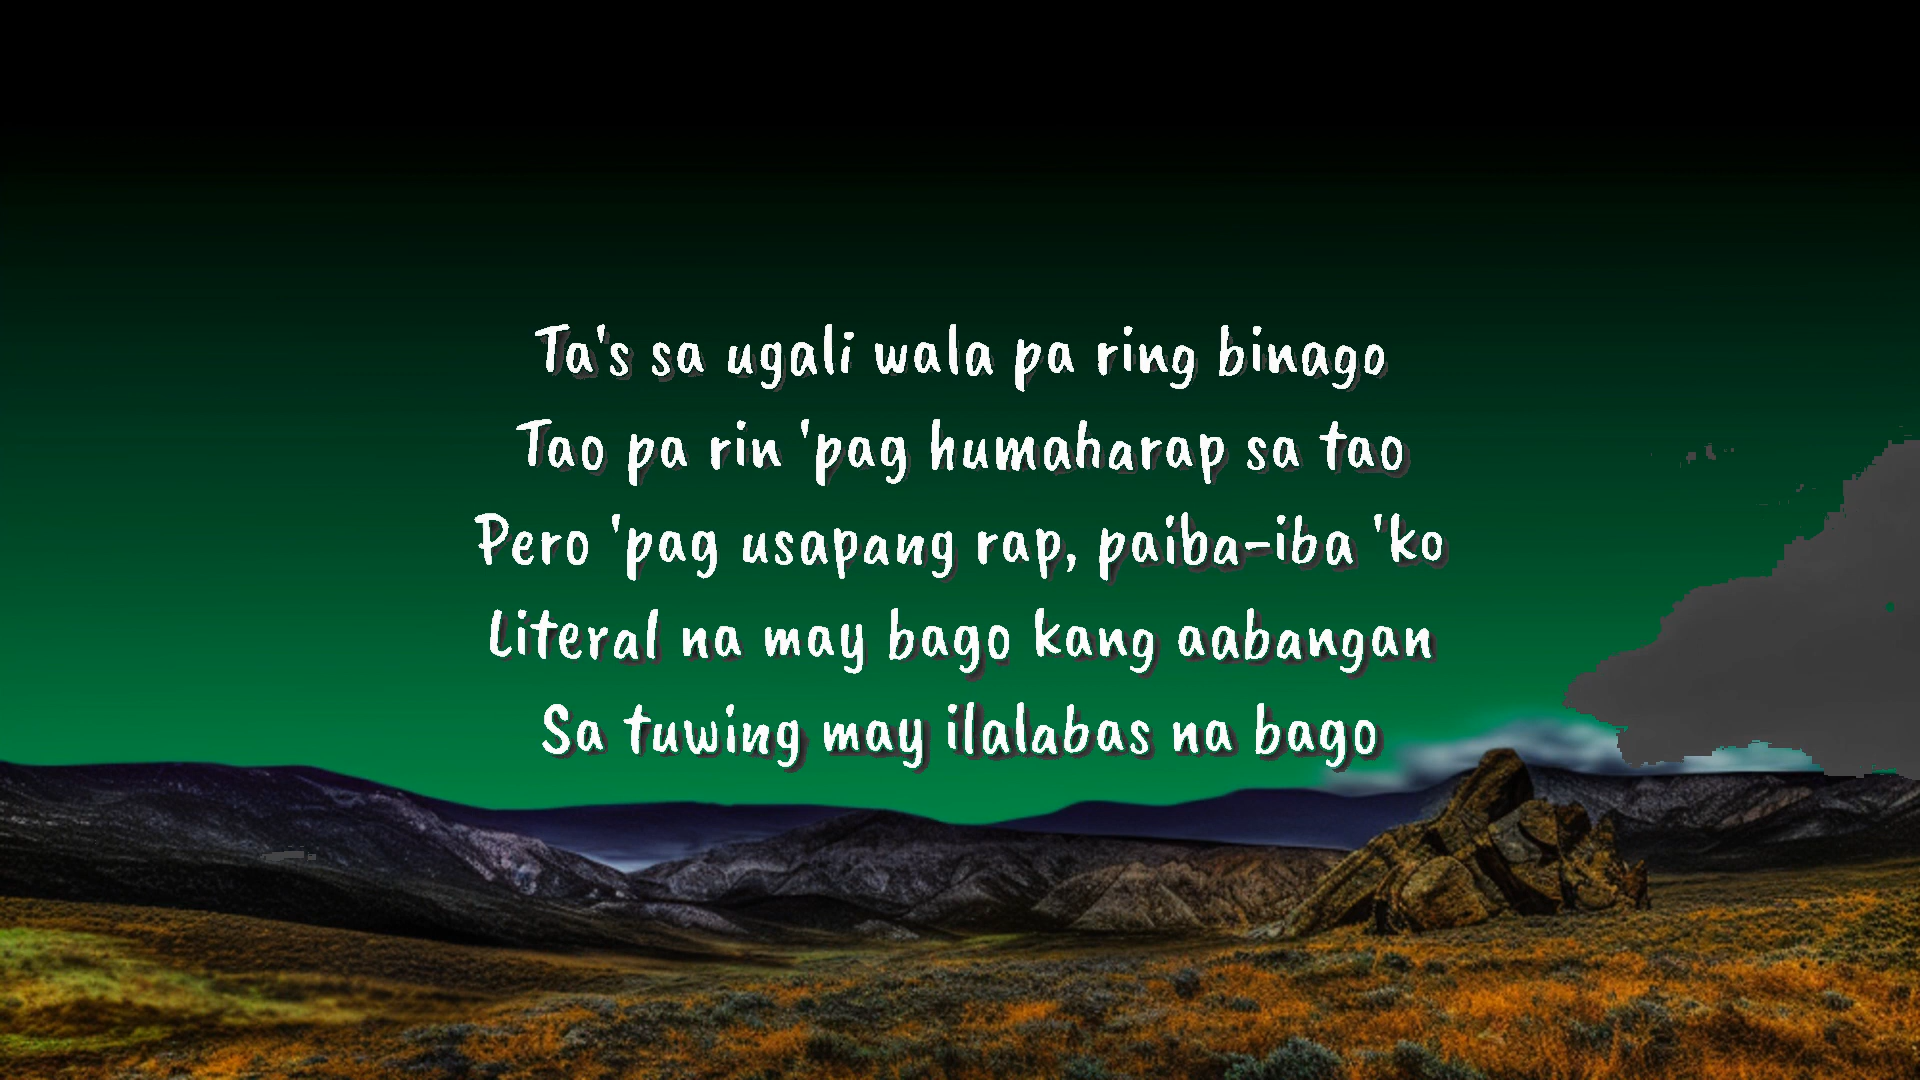 Ta's sa ugali wala pa ring binago
Tao pa rin 'pag humaharap sa tao
Pero 'pag usapang rap, paiba-iba 'ko
Literal na may bago kang aabangan
Sa tuwing may ilalabas na bago